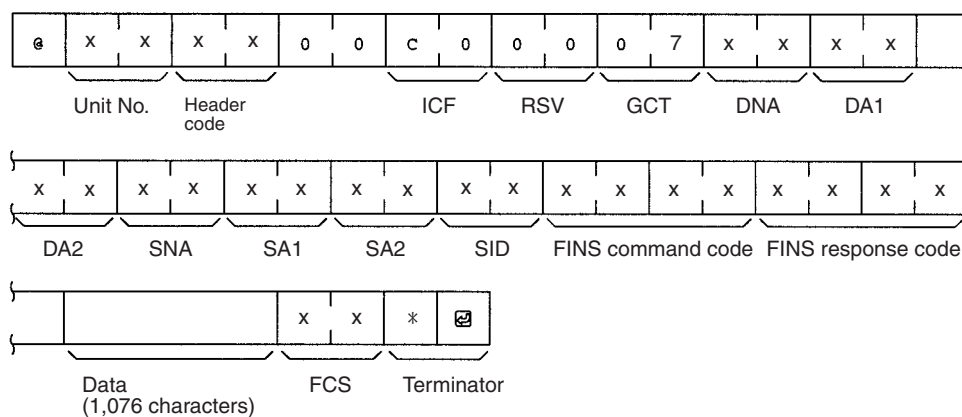 @ x x x x 0 0 C 0 0 0 0 7 x x x x
Unit No. Header code ICF RSV GCT DNA DA1
x x x x x x x x x x x x x x x x x x
DA2 SNA SA1 SA2 SID FINS command code FINS response code
x x * ↵
Data FCS Terminator
(1,076 characters)